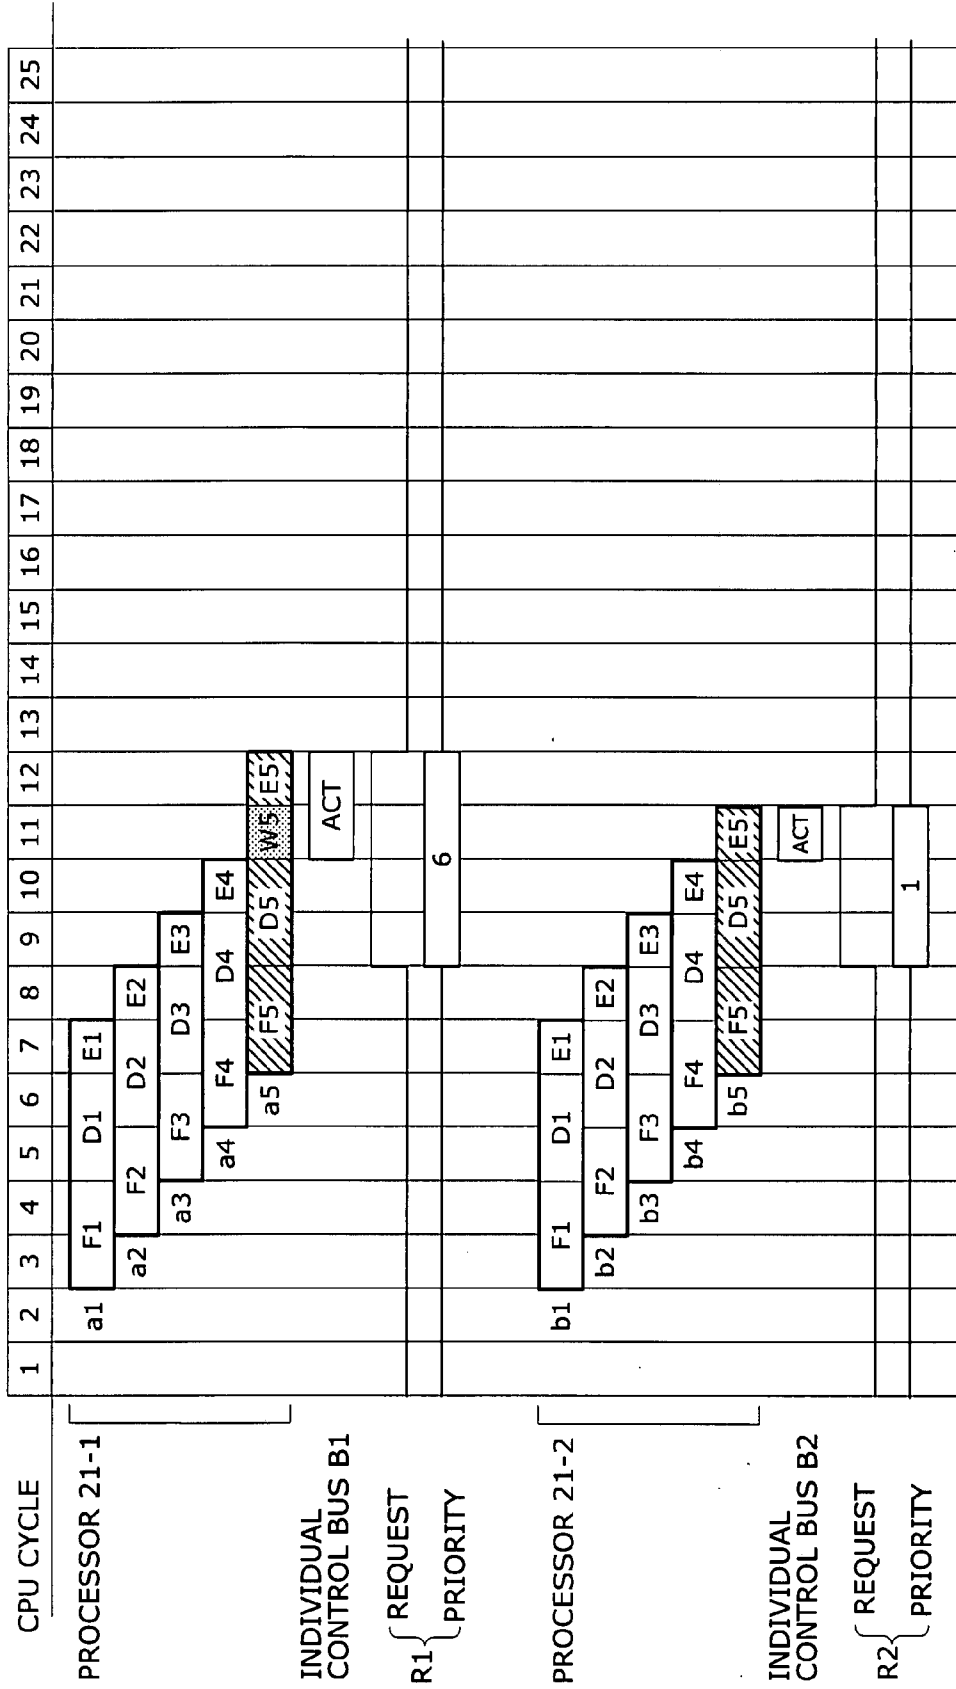 CPU CYCLE 1 2 3 4 5 6 7 8 9 10 11 12 13 14 15 16 17 18 19 20 21 22 23 24 25
PROCESSOR 21-1
a1 F1 D1 E1
a2 F2 D2 E2
a3 F3 D3 E3
a4 F4 D4 E4
a5 F5 D5 W5 E5
INDIVIDUAL
CONTROL BUS B1
ACT
R1
REQUEST
PRIORITY
6
PROCESSOR 21-2
b1 F1 D1 E1
b2 F2 D2 E2
b3 F3 D3 E3
b4 F4 D4 E4
b5 F5 D5 E5
INDIVIDUAL
CONTROL BUS B2
ACT
R2
REQUEST
PRIORITY
1